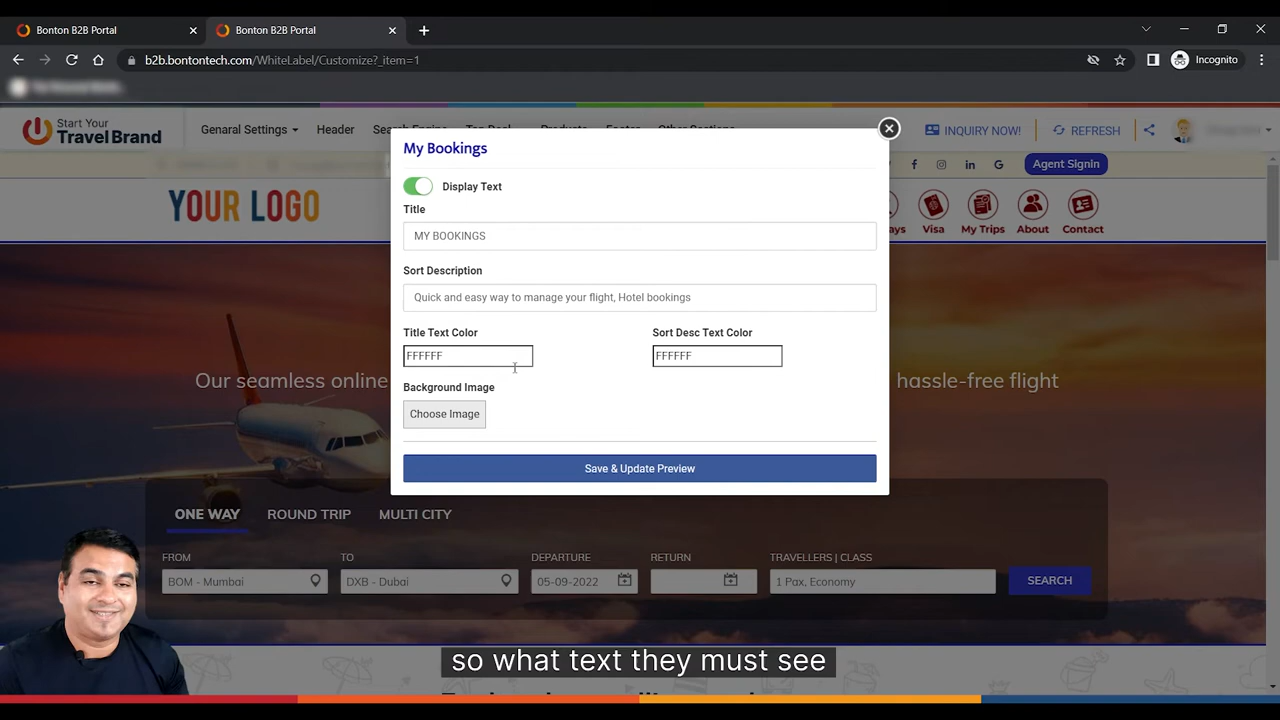 Bonton B2B Portal
Bonton B2B Portal
b2b.bontontech.com/WhiteLabel/Customize?_item=1
Incognito
Start Your
Travel Brand
Genaral Settings
Header
INQUIRY NOW!
REFRESH
Agent Signin
YOUR LOGO
Visa
My Trips
About
Contact
My Bookings
Display Text
Title
MY BOOKINGS
Sort Description
Quick and easy way to manage your flight, Hotel bookings
Title Text Color
Sort Desc Text Color
FFFFFF
FFFFFF
Background Image
Choose Image
Save & Update Preview
Our seamless online
hassle-free flight
ONE WAY
ROUND TRIP
MULTI CITY
FROM
TO
DEPARTURE
RETURN
TRAVELLERS | CLASS
BOM - Mumbai
DXB - Dubai
05-09-2022
1 Pax, Economy
SEARCH
so what text they must see